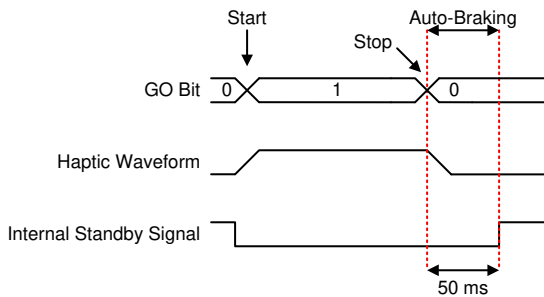 Start
Auto-Braking
Stop
GO Bit
0
1
0
Haptic Waveform
Internal Standby Signal
50 ms